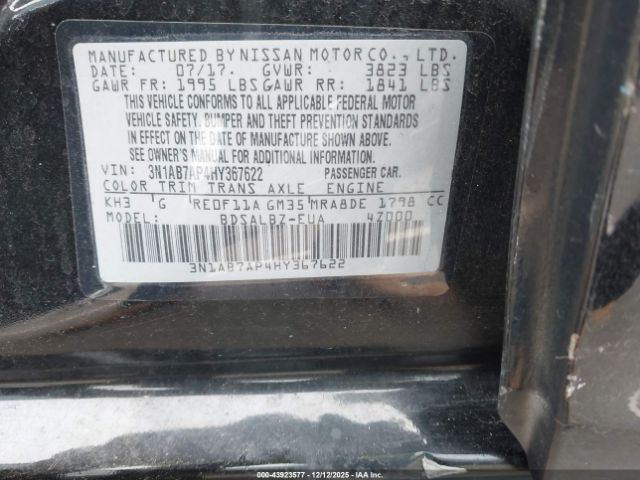 MANUFACTURED BY NISSAN MOTOR CO., LTD.
DATE: 07/17. GVWR: 3823 LBS
GAWR FR: 1995 LBS GAWR RR: 1841 LBS
THIS VEHICLE CONFORMS TO ALL APPLICABLE FEDERAL MOTOR
VEHICLE SAFETY, BUMPER AND THEFT PREVENTION STANDARDS
IN EFFECT ON THE DATE OF MANUFACTURE SHOWN ABOVE.
SEE OWNER'S MANUAL FOR ADDITIONAL INFORMATION.
VIN: 3N1AB7AP4HY367622 PASSENGER CAR.
COLOR TRIM TRANS AXLE ENGINE
KH3 G RE0F11A GM35 MRA8DE 1798 CC
MODEL: BDSALBZ-EUA 4Z000
3N1AB7AP4HY367622
© 2025 IAA, LLC
000-43923577 - 12/12/2025 - IAA Inc.